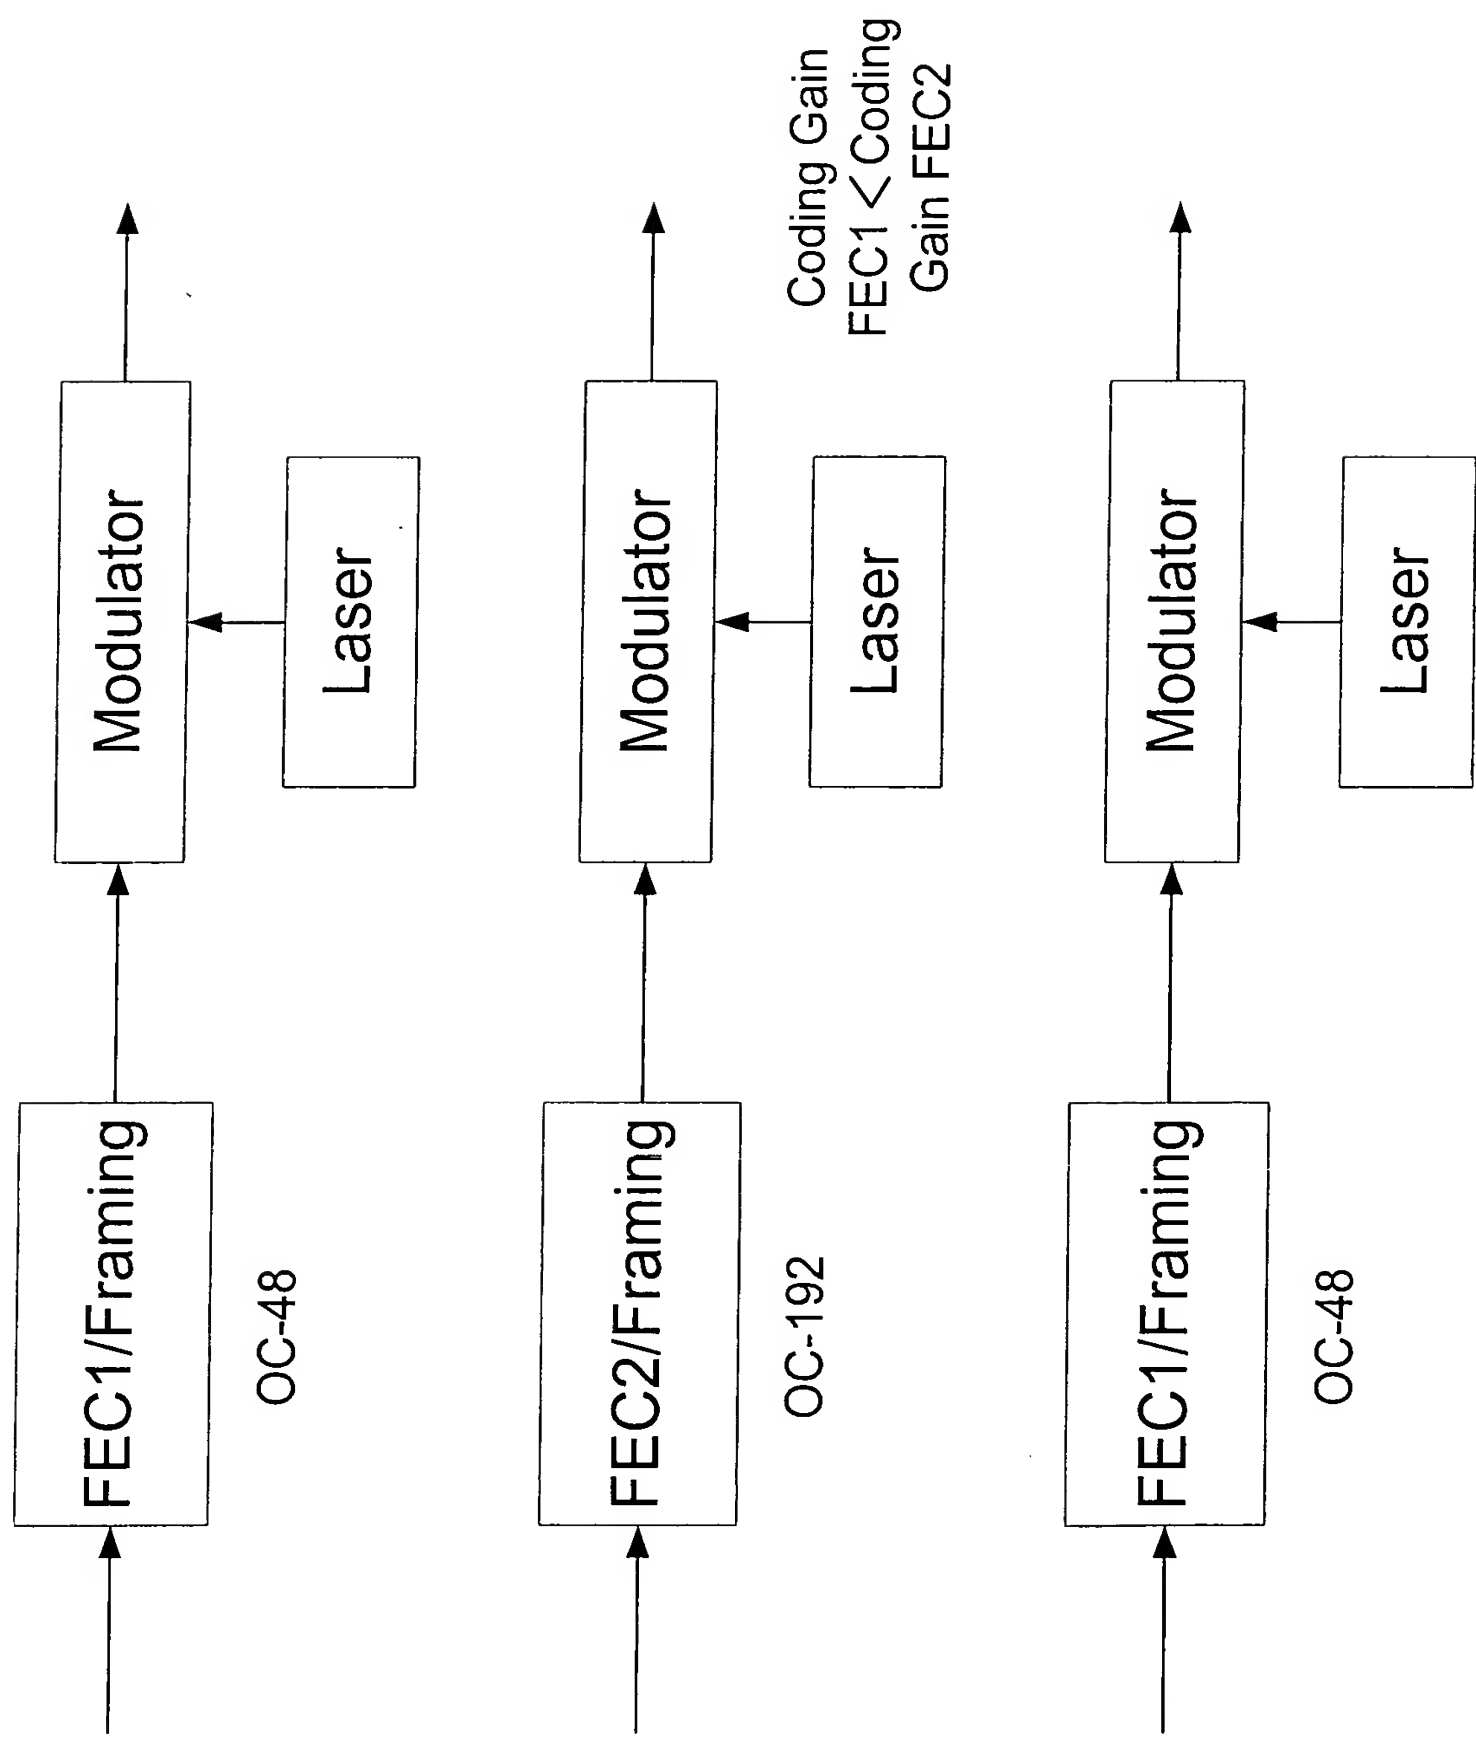 FEC1/Framing
Modulator
OC-48
Laser
FEC2/Framing
Modulator
OC-192
Laser
Coding Gain
FEC1 < Coding
Gain FEC2
FEC1/Framing
Modulator
OC-48
Laser